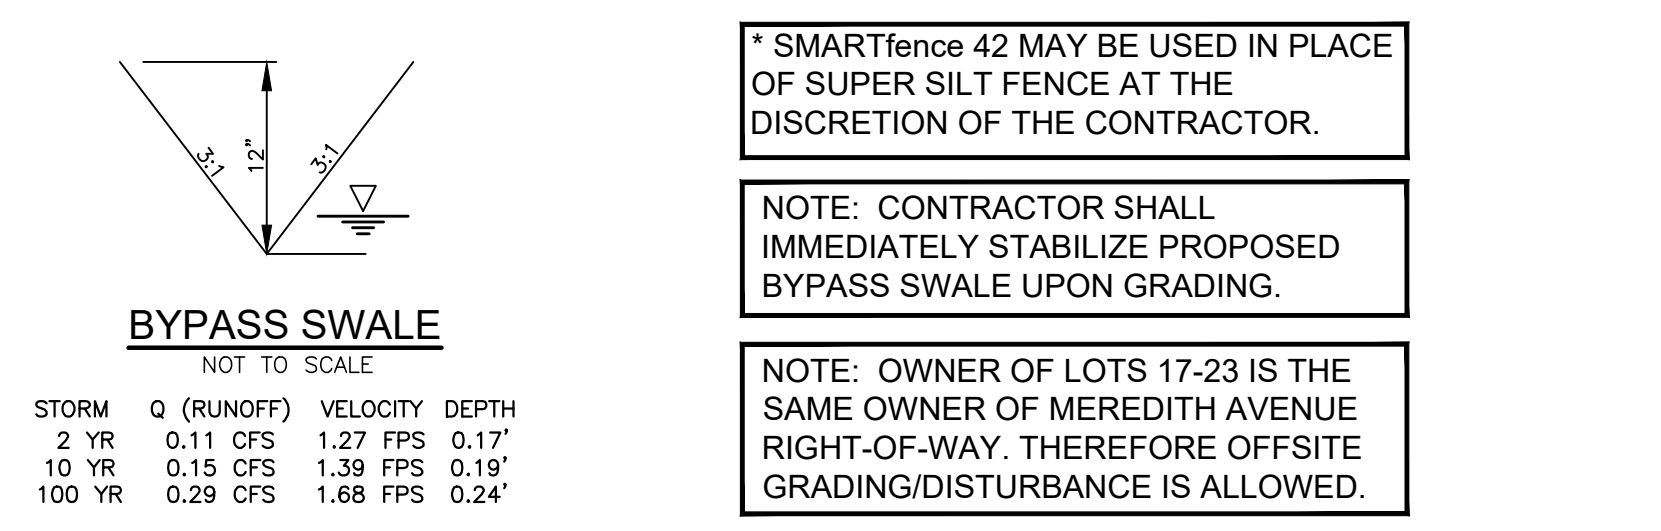 3:1
12”
3:1
BYPASS SWALE
NOT TO SCALE
STORM Q (RUNOFF) VELOCITY DEPTH
2 YR 0.11 CFS 1.27 FPS 0.17’
10 YR 0.15 CFS 1.39 FPS 0.19’
100 YR 0.29 CFS 1.68 FPS 0.24’
* SMARTfence 42 MAY BE USED IN PLACE
OF SUPER SILT FENCE AT THE
DISCRETION OF THE CONTRACTOR.
NOTE: CONTRACTOR SHALL
IMMEDIATELY STABILIZE PROPOSED
BYPASS SWALE UPON GRADING.
NOTE: OWNER OF LOTS 17-23 IS THE
SAME OWNER OF MEREDITH AVENUE
RIGHT-OF-WAY. THEREFORE OFFSITE
GRADING/DISTURBANCE IS ALLOWED.